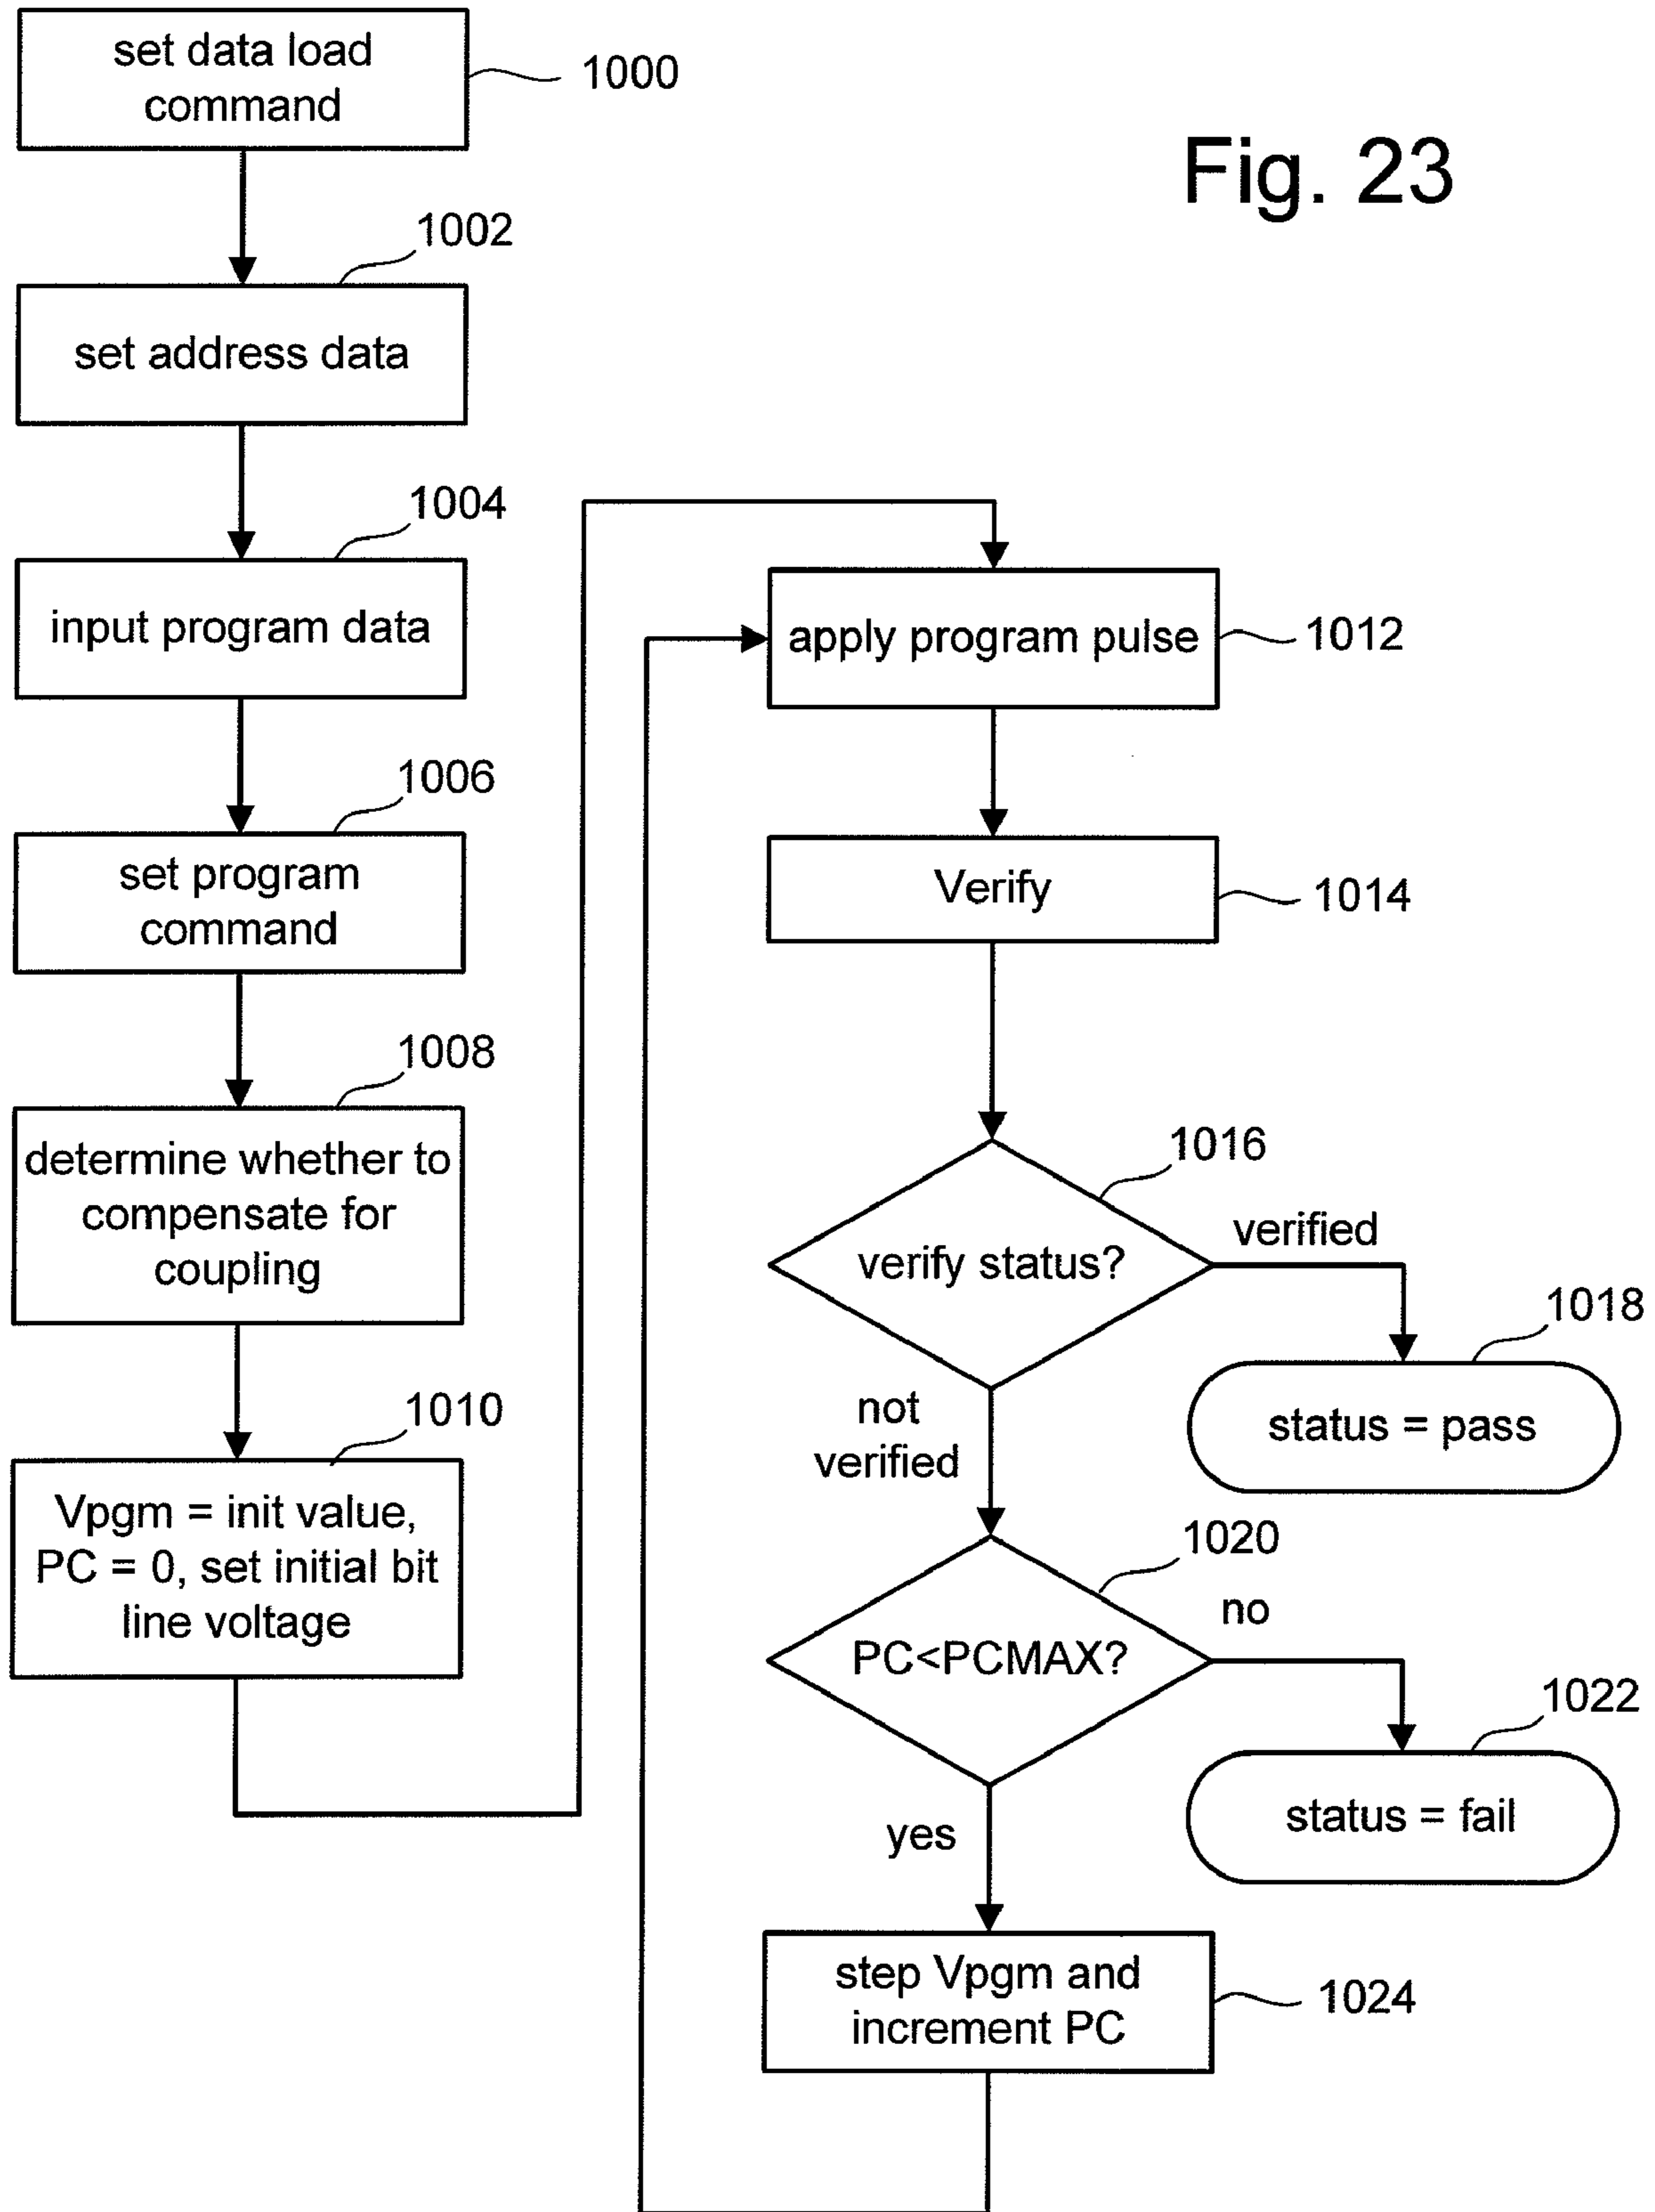 set data load
command
1000
Fig. 23
1002
set address data
1004
input program data
1006
set program
command
1008
determine whether to
compensate for
coupling
1010
Vpgm = init value,
PC = 0, set initial bit
line voltage
apply program pulse
1012
Verify
1014
1016
verify status?
verified
1018
status = pass
not
verified
1020
PC<PCMAX?
no
1022
status = fail
yes
step Vpgm and
increment PC
1024